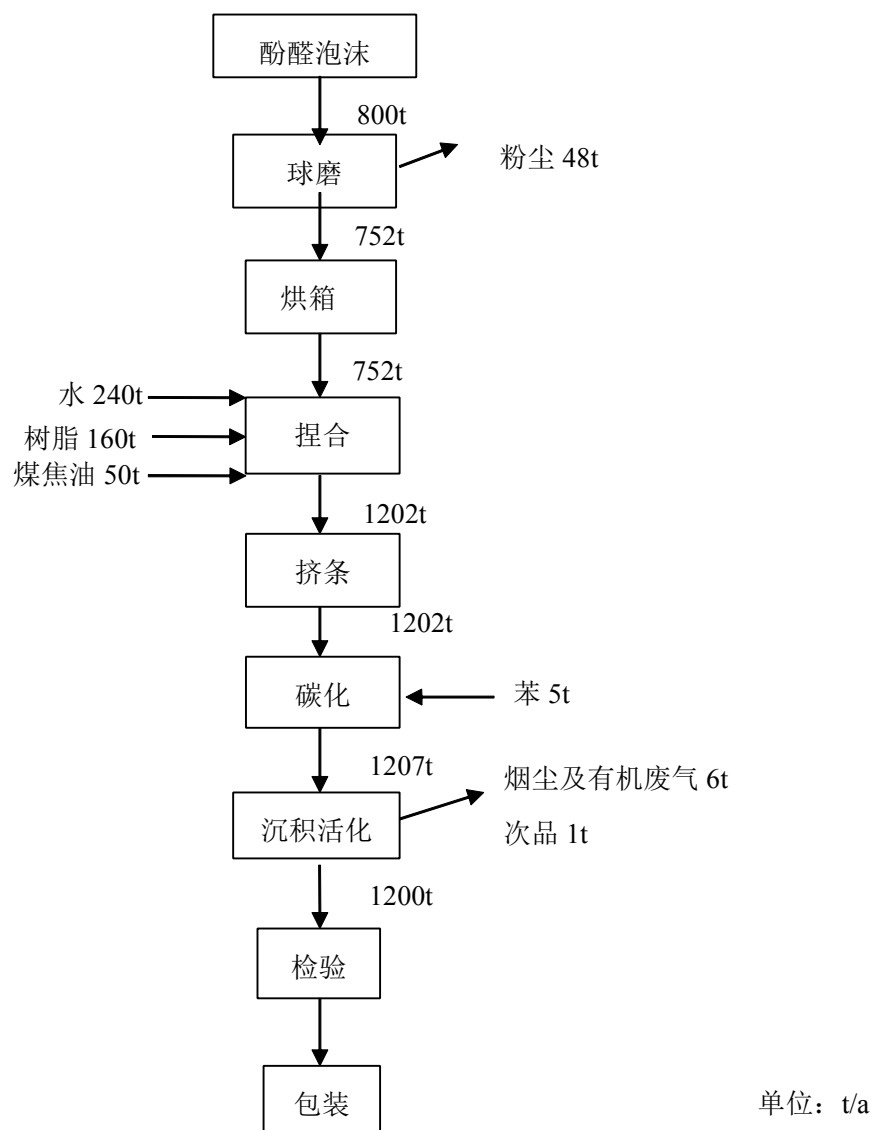 酚醛泡沫
800t
球磨
粉尘 48t
752t
烘箱
752t
水 240t
树脂 160t
煤焦油 50t
捏合
1202t
挤条
1202t
碳化
苯 5t
1207t
烟尘及有机废气 6t
沉积活化
次品 1t
1200t
检验
包装
单位：t/a